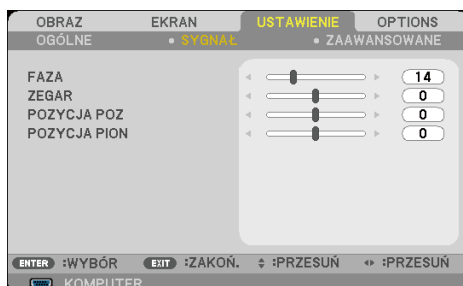 OBRAZ EKRAN USTAWIENIE OPTIONS
OGÓLNE • SYGNAŁ • ZAAWANSOWANE
FAZA 14
ZEGAR 0
POZYCJA POZ 0
POZYCJA PION 0
ENTER :WYBÓR EXIT :ZAKOŃ. :PRZESUŃ :PRZESUŃ
KOMPUTER